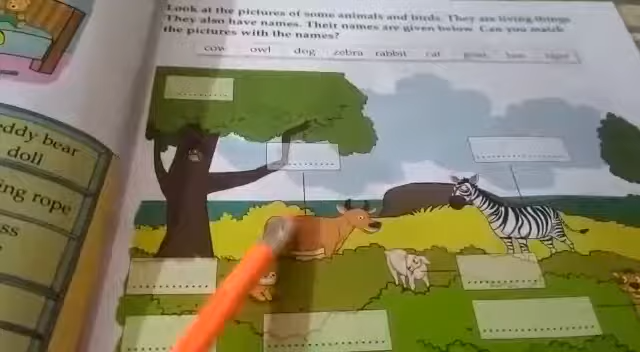 Look at the pictures of some animals and birds. They are living things
They also have names. Their names are given below. Can you match
the pictures with the names?
cow owl dog zebra rabbit cat goat hen tiger
eddy bear
doll
ing rope
ss